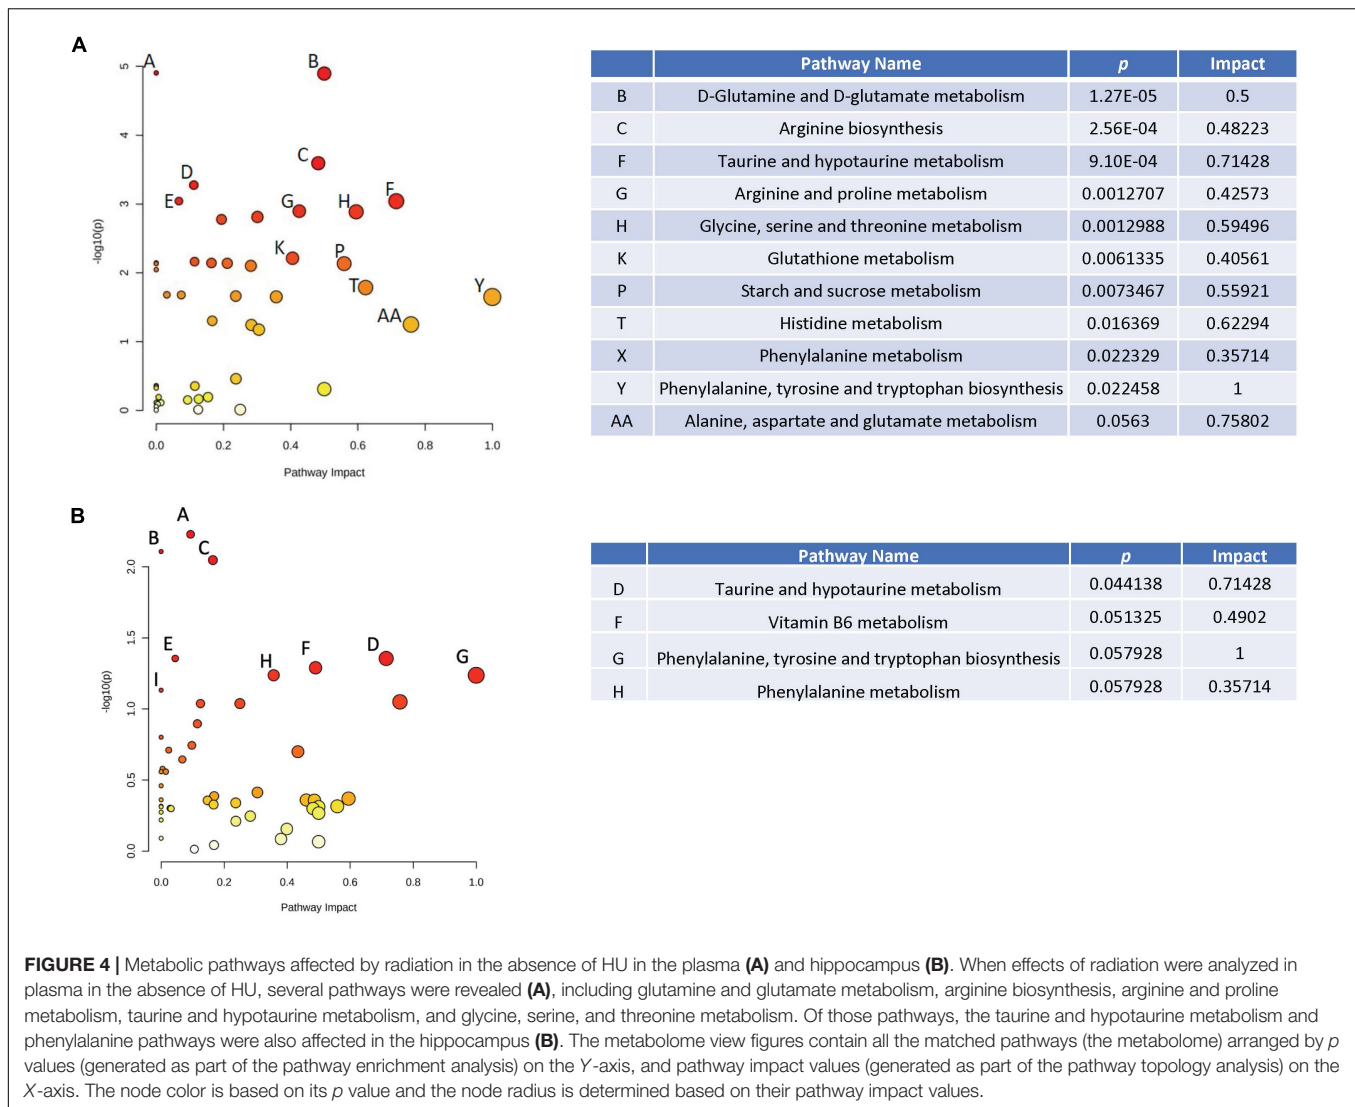 A
A
B
C
D
E
F
G
H
K
P
T
Y
AA
5
4
3
2
1
0
-log10(p)
0.0 0.2 0.4 0.6 0.8 1.0
Pathway Impact
Pathway Name p Impact
B D-Glutamine and D-glutamate metabolism 1.27E-05 0.5
C Arginine biosynthesis 2.56E-04 0.48223
F Taurine and hypotaurine metabolism 9.10E-04 0.71428
G Arginine and proline metabolism 0.0012707 0.42573
H Glycine, serine and threonine metabolism 0.0012988 0.59496
K Glutathione metabolism 0.0061335 0.40561
P Starch and sucrose metabolism 0.0073467 0.55921
T Histidine metabolism 0.016369 0.62294
X Phenylalanine metabolism 0.022329 0.35714
Y Phenylalanine, tyrosine and tryptophan biosynthesis 0.022458 1
AA Alanine, aspartate and glutamate metabolism 0.0563 0.75802
B
A
B
C
E
H
F
D
G
I
2.0
1.5
1.0
0.5
0.0
-log10(p)
0.0 0.2 0.4 0.6 0.8 1.0
Pathway Impact
Pathway Name p Impact
D Taurine and hypotaurine metabolism 0.044138 0.71428
F Vitamin B6 metabolism 0.051325 0.4902
G Phenylalanine, tyrosine and tryptophan biosynthesis 0.057928 1
H Phenylalanine metabolism 0.057928 0.35714
FIGURE 4 | Metabolic pathways affected by radiation in the absence of HU in the plasma (A) and hippocampus (B). When effects of radiation were analyzed in
plasma in the absence of HU, several pathways were revealed (A), including glutamine and glutamate metabolism, arginine biosynthesis, arginine and proline
metabolism, taurine and hypotaurine metabolism, and glycine, serine, and threonine metabolism. Of those pathways, the taurine and hypotaurine metabolism and
phenylalanine pathways were also affected in the hippocampus (B). The metabolome view figures contain all the matched pathways (the metabolome) arranged by p
values (generated as part of the pathway enrichment analysis) on the Y-axis, and pathway impact values (generated as part of the pathway topology analysis) on the
X-axis. The node color is based on its p value and the node radius is determined based on their pathway impact values.